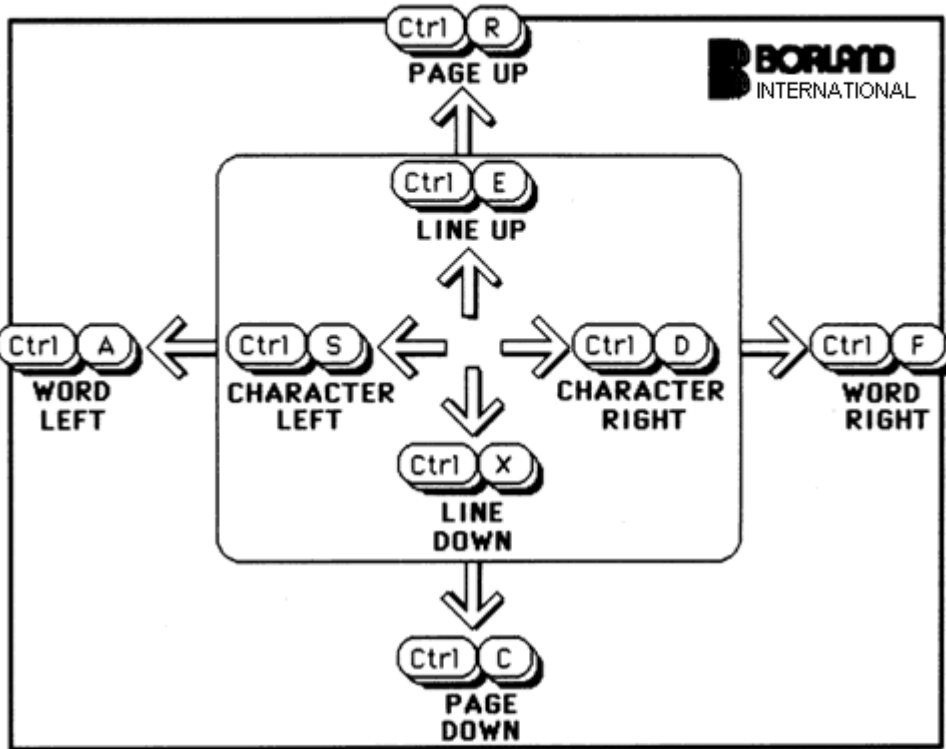 Ctrl R
PAGE UP
BORLAND
INTERNATIONAL
Ctrl E
LINE UP
Ctrl A
WORD
LEFT
Ctrl S
CHARACTER
LEFT
Ctrl D
CHARACTER
RIGHT
Ctrl F
WORD
RIGHT
Ctrl X
LINE
DOWN
Ctrl C
PAGE
DOWN